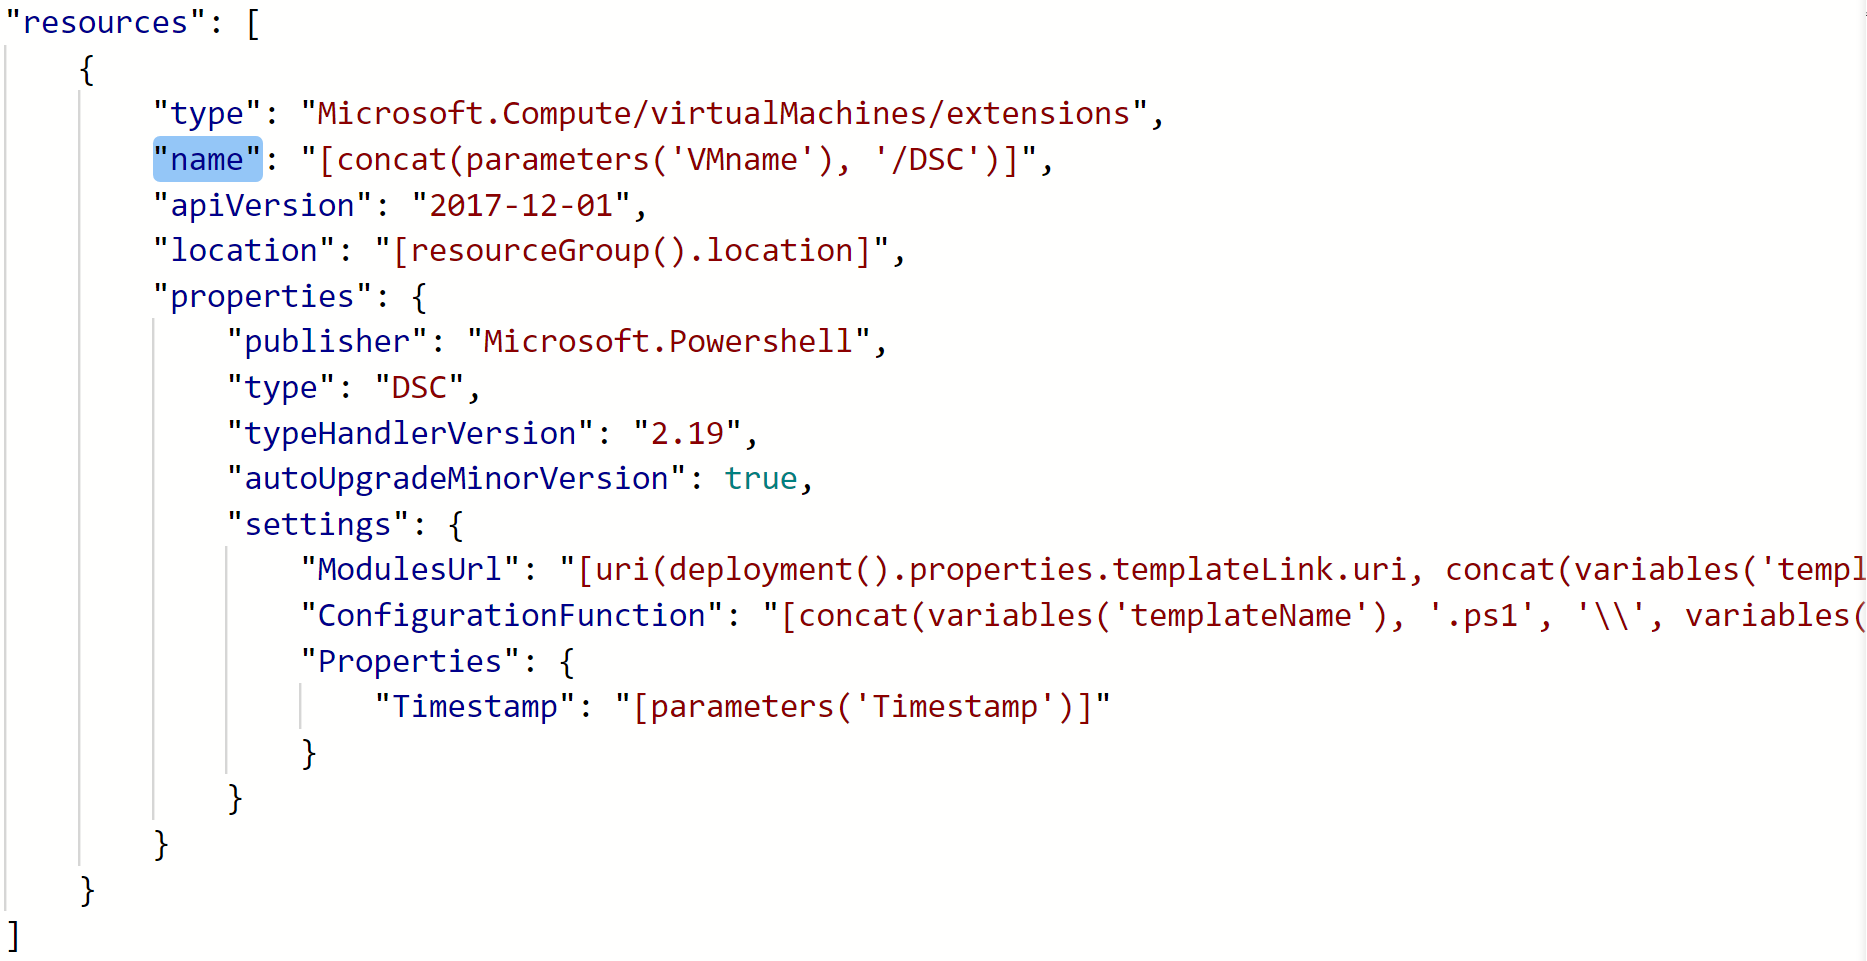 "resources": [
{
"type": "Microsoft.Compute/virtualMachines/extensions",
"name": "[concat(parameters('VMname'), '/DSC')]",
"apiVersion": "2017-12-01",
"location": "[resourceGroup().location]",
"properties": {
"publisher": "Microsoft.Powershell",
"type": "DSC",
"typeHandlerVersion": "2.19",
"autoUpgradeMinorVersion": true,
"settings": {
"ModulesUrl": "[uri(deployment().properties.templateLink.uri, concat(variables('templ
"ConfigurationFunction": "[concat(variables('templateName'), '.ps1', '\\', variables(
"Properties": {
"Timestamp": "[parameters('Timestamp')]"
}
}
}
}
]